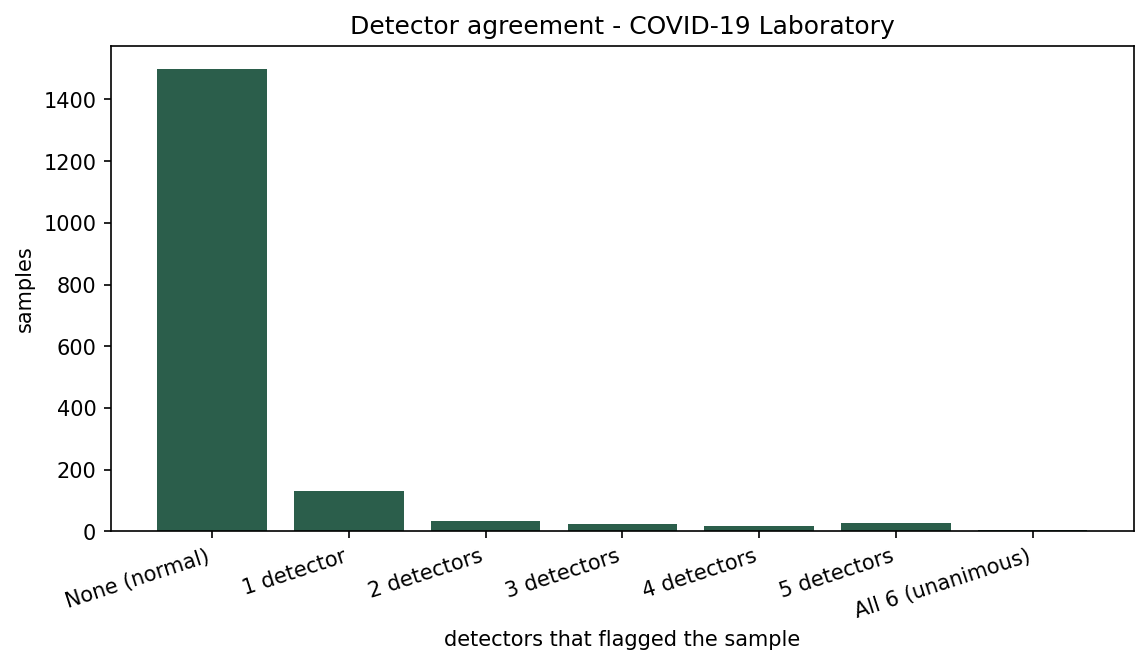 Detector agreement - COVID-19 Laboratory
samples
1400
1200
1000
800
600
400
200
0
None (normal)
1 detector
2 detectors
3 detectors
4 detectors
5 detectors
All 6 (unanimous)
detectors that flagged the sample